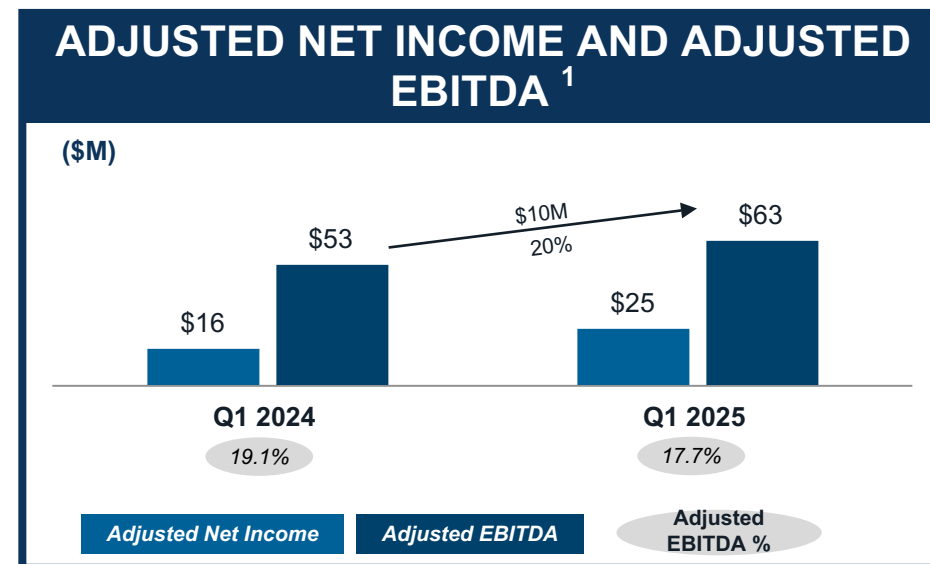 ADJUSTED NET INCOME AND ADJUSTED
EBITDA 1
($M)
$10M
20%
$53
$63
$16
$25
Q1 2024
Q1 2025
19.1%
17.7%
Adjusted Net Income
Adjusted EBITDA
Adjusted
EBITDA %